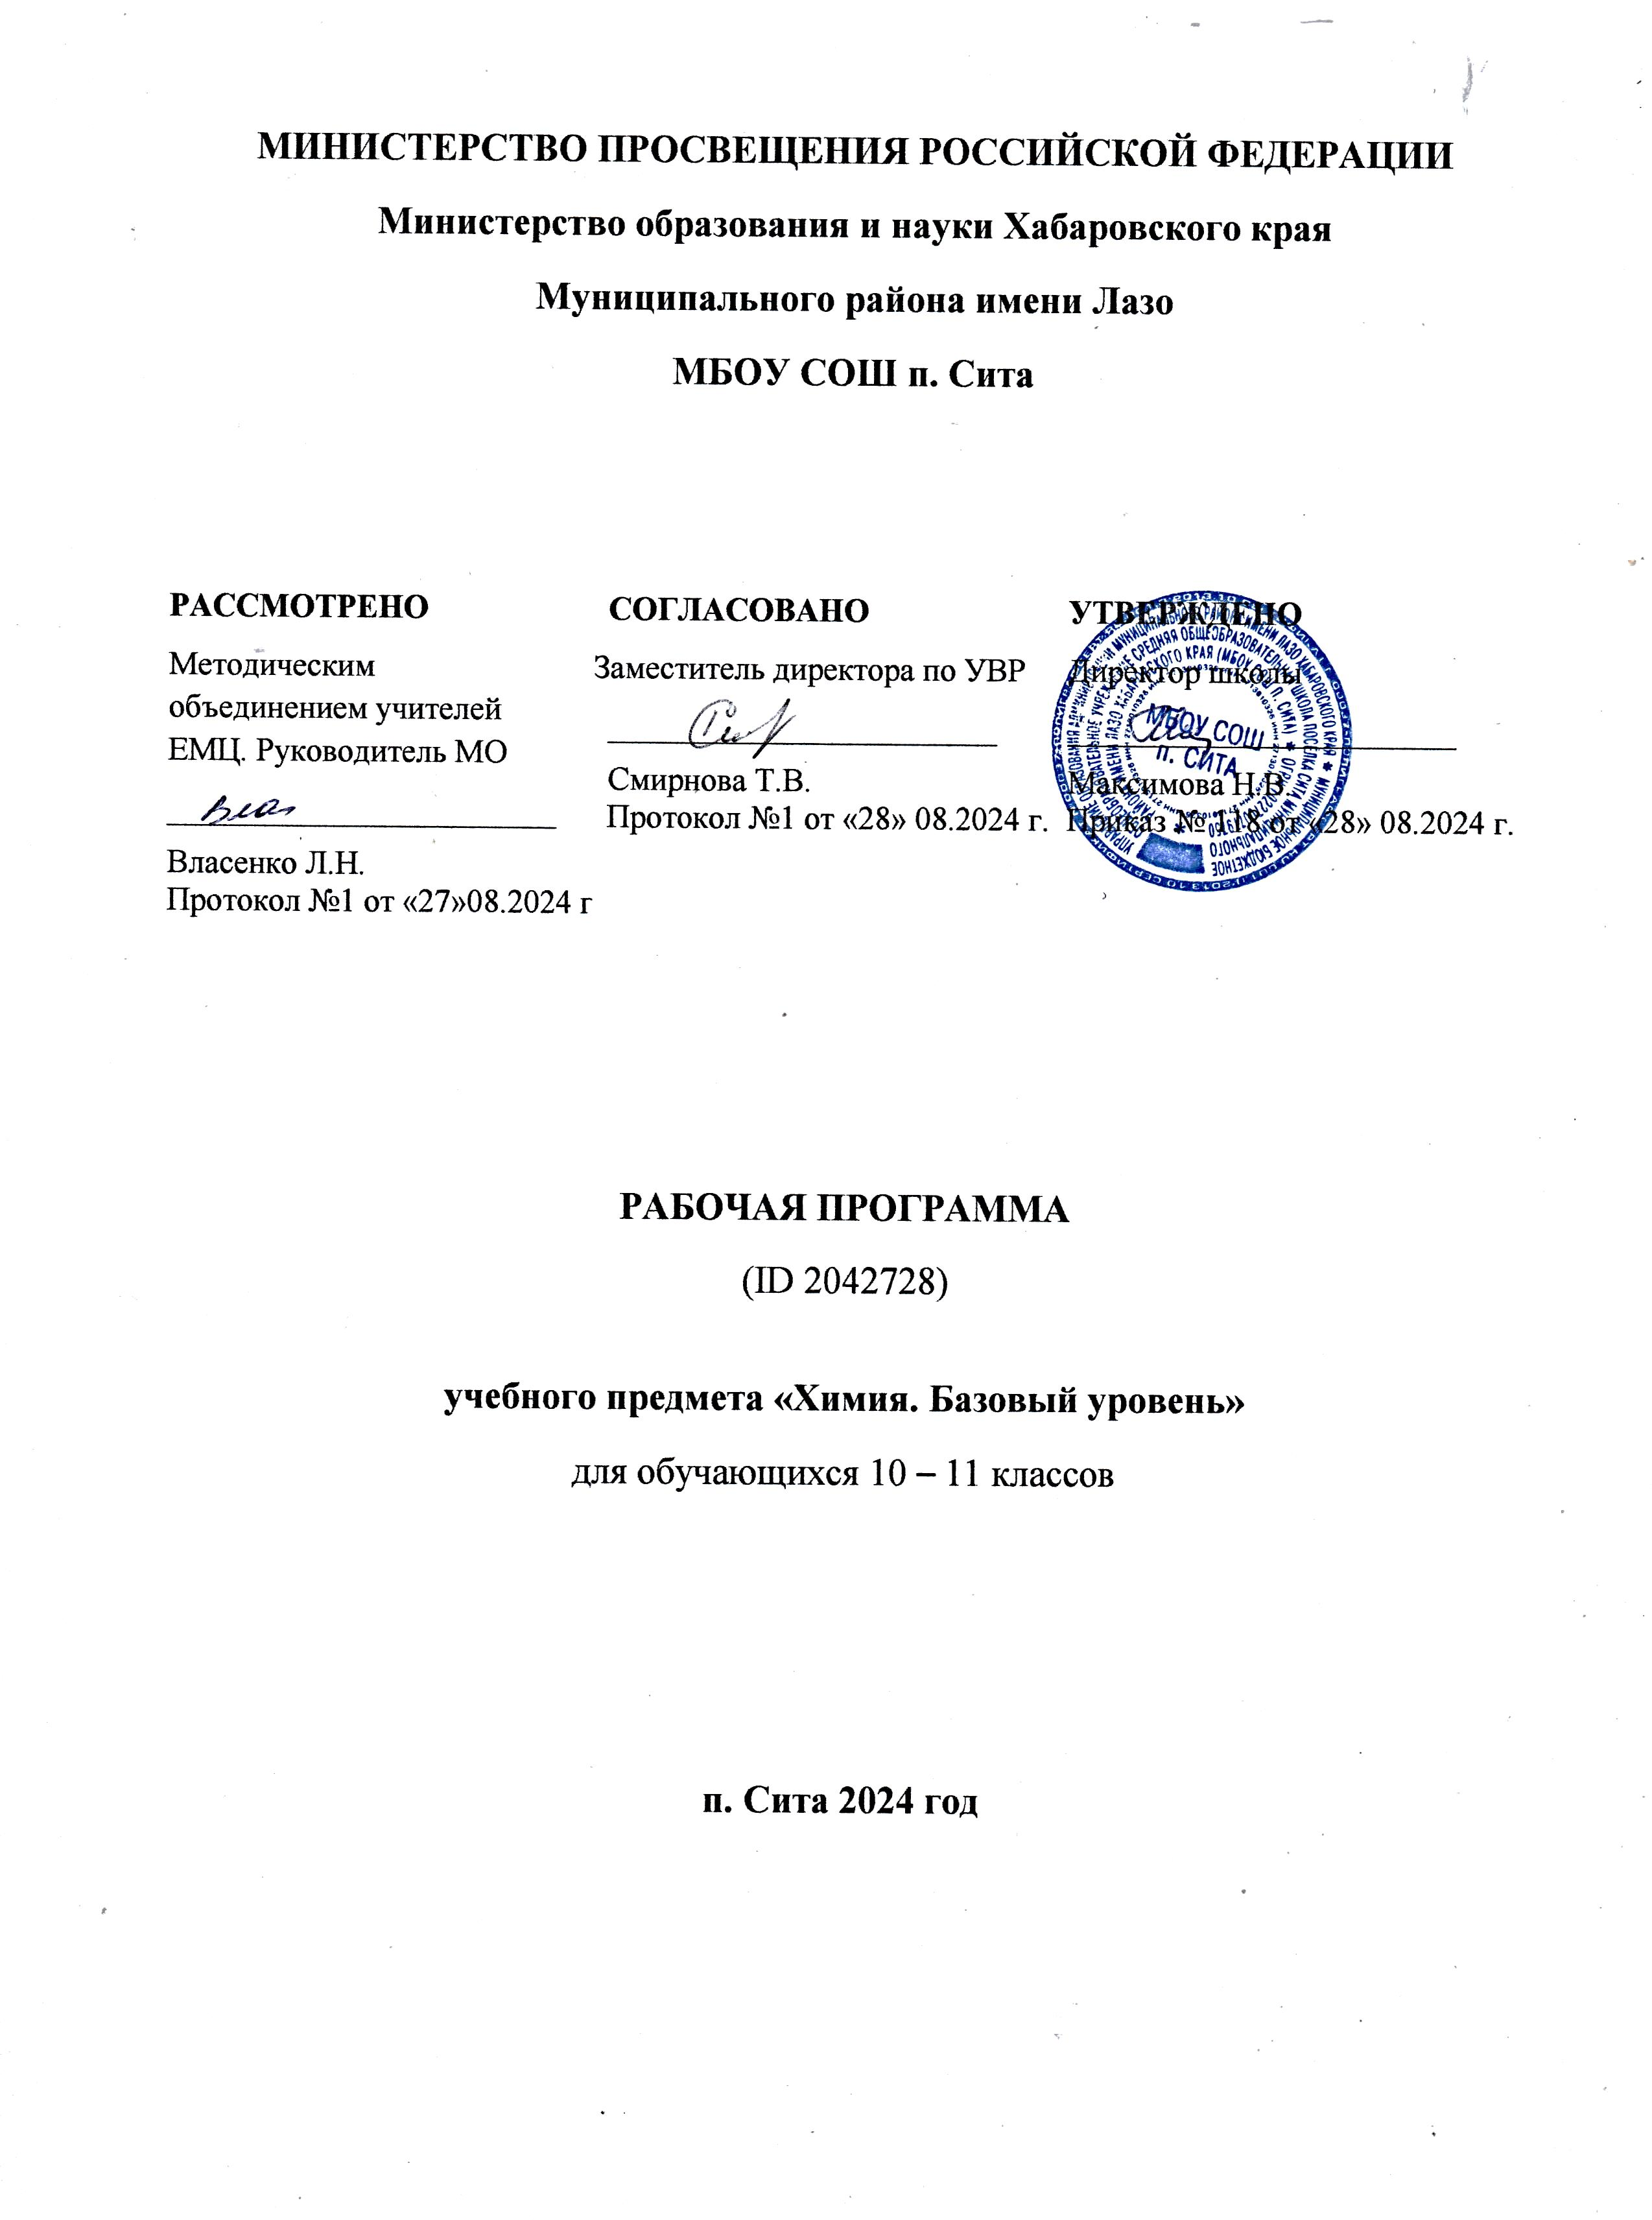 МИНИСТЕРСТВО ПРОСВЕЩЕНИЯ РОССИЙСКОЙ ФЕДЕРАЦИИ
Министерство образования и науки Хабаровского края
Муниципального района имени Лазо
МБОУ СОШ п. Сита
РАССМОТРЕНО
Методическим
объединением учителей
ЕМЦ. Руководитель МО
Власенко Л.Н.
Протокол №1 от «27»08.2024 г
СОГЛАСОВАНО
Заместитель директора по УВР
Смирнова Т.В.
Протокол №1 от «28» 08.2024 г.
УТВЕРЖДЕНО
Директор школы
МБОУ СОШ
п. СИТА
Максимова Н.В.
Приказ № 118 от «28» 08.2024 г.
РАБОЧАЯ ПРОГРАММА
(ID 2042728)
учебного предмета «Химия. Базовый уровень»
для обучающихся 10 – 11 классов
п. Сита 2024 год